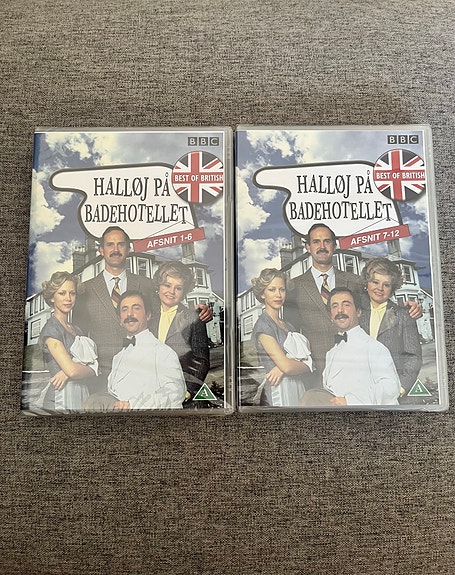 BBC
BEST OF BRITISH
HALLØJ PÅ
BADEHOTELLET
AFSNIT 1-6
A
BBC
BEST OF BRITISH
HALLØJ PÅ
BADEHOTELLET
AFSNIT 7-12
A